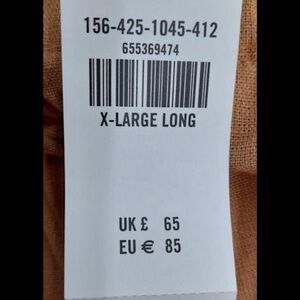 156-425-1045-412
655369474
X-LARGE LONG
UK £ 65
EU € 85